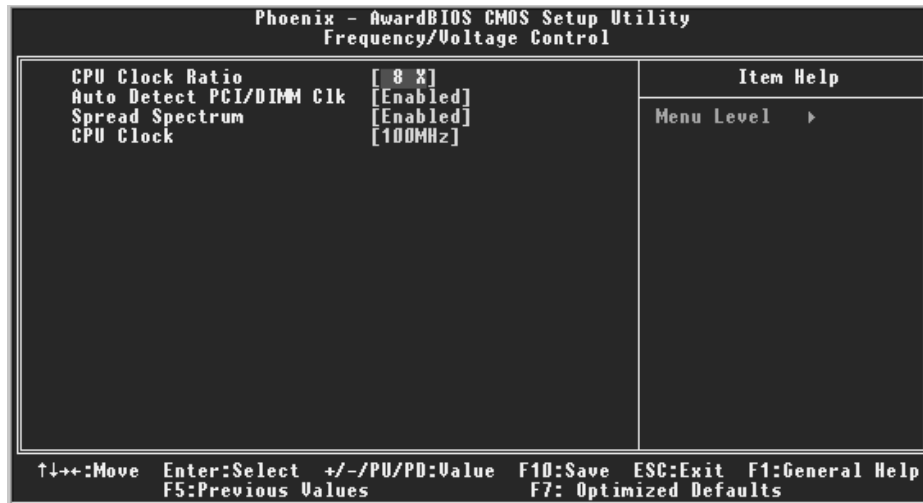 Phoenix - AwardBIOS CMOS Setup Utility
Frequency/Voltage Control
CPU Clock Ratio [ 8 X]
Auto Detect PCI/DIMM Clk [Enabled]
Spread Spectrum [Enabled]
CPU Clock [100MHz]
Item Help
Menu Level ▸
↑↓→←:Move Enter:Select +/-/PU/PD:Value F10:Save ESC:Exit F1:General Help
F5:Previous Values F7: Optimized Defaults